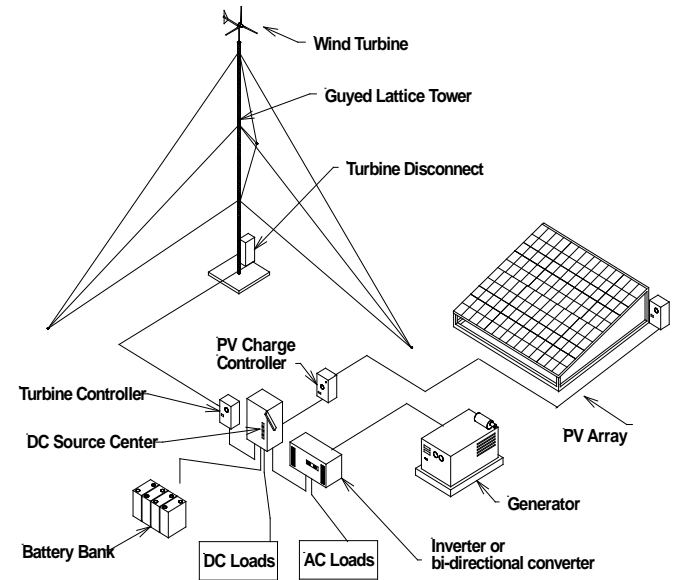 Wind Turbine
Guyed Lattice Tower
Turbine Disconnect
PV Charge
Controller
Turbine Controller
DC Source Center
PV Array
Generator
Battery Bank
DC Loads
AC Loads
Inverter or
bi-directional converter